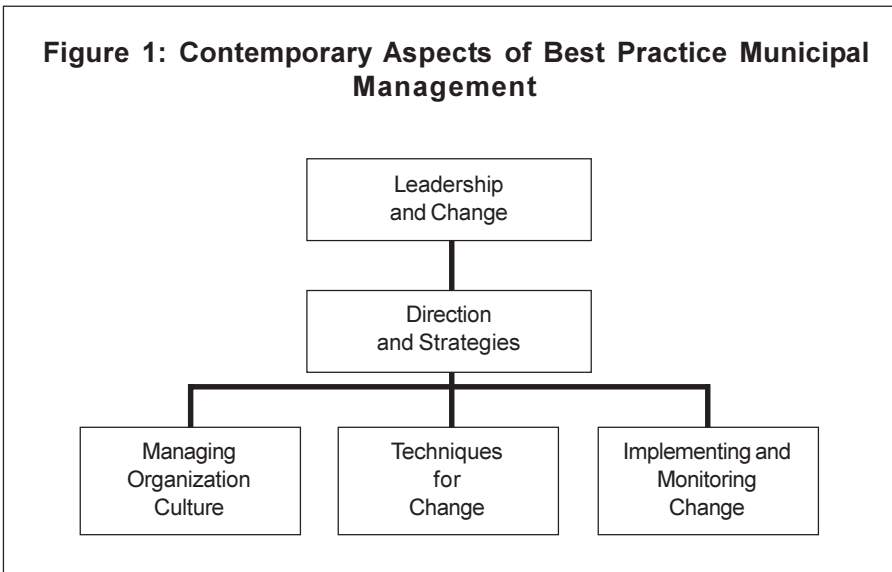 Figure 1: Contemporary Aspects of Best Practice Municipal
Management
Leadership
and Change
Direction
and Strategies
Managing
Organization
Culture
Techniques
for
Change
Implementing and
Monitoring
Change